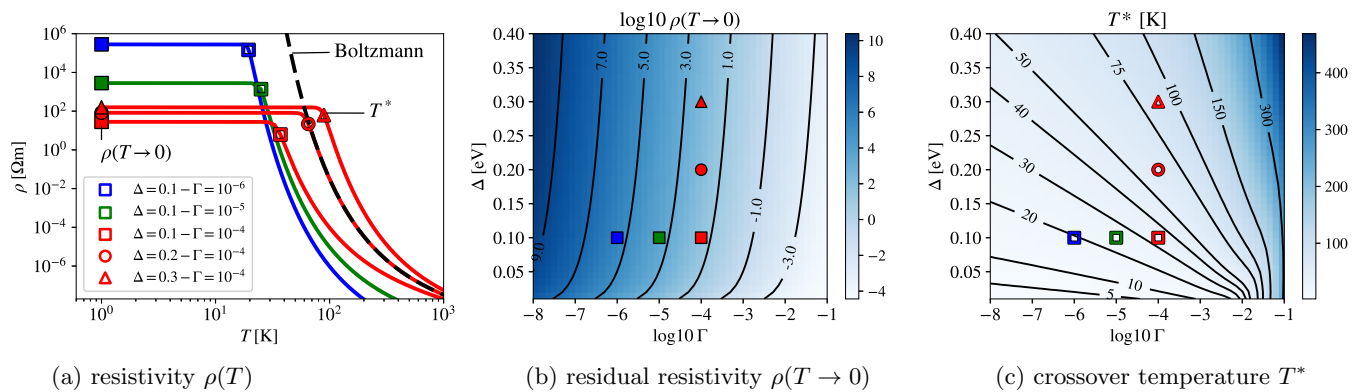 10^6
10^4
10^2
10^0
10^−2
10^−4
10^−6
ρ [Ωm]
Boltzmann
T*
ρ(T→0)
Δ=0.1−Γ=10^−6
Δ=0.1−Γ=10^−5
Δ=0.1−Γ=10^−4
Δ=0.2−Γ=10^−4
Δ=0.3−Γ=10^−4
10^0 10^1 10^2 10^3
T [K]
(a) resistivity ρ(T)
log10 ρ(T→0)
0.40
0.35
0.30
0.25
0.20
0.15
0.10
0.05
Δ [eV]
7.0 5.0 3.0 1.0
9.0 -1.0 -3.0
−8 −7 −6 −5 −4 −3 −2 −1
log10 Γ
10
8
6
4
2
0
−2
−4
(b) residual resistivity ρ(T → 0)
T* [K]
0.40
0.35
0.30
0.25
0.20
0.15
0.10
0.05
Δ [eV]
50 75 100 150 300
40
30
20
10
5
−8 −7 −6 −5 −4 −3 −2 −1
log10 Γ
400
300
200
100
(c) crossover temperature T*